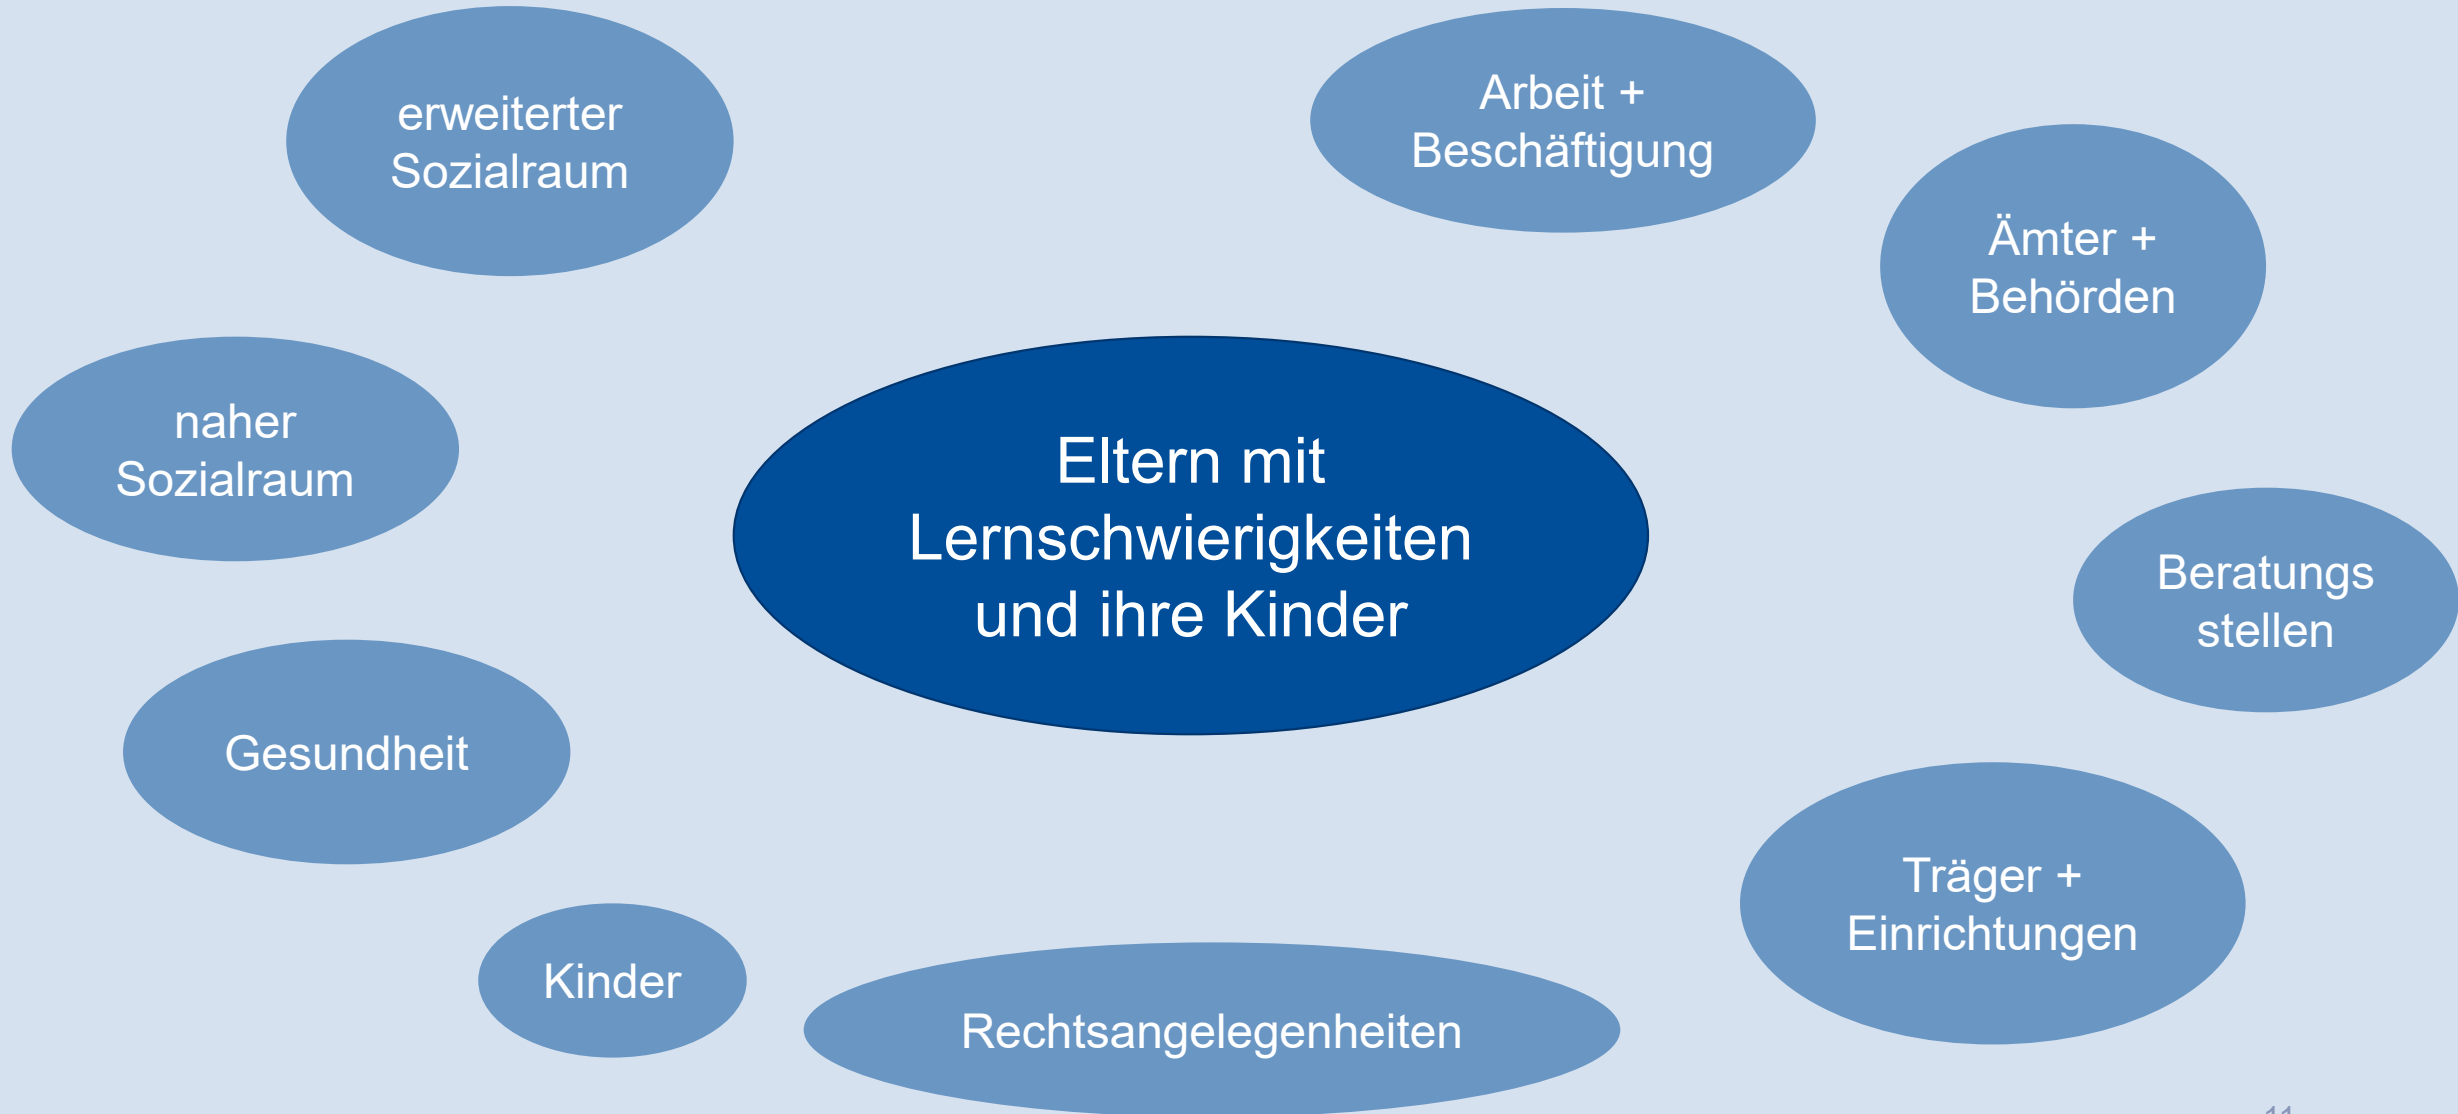 erweiterter
Sozialraum
Arbeit +
Beschäftigung
Ämter +
Behörden
naher
Sozialraum
Eltern mit
Lernschwierigkeiten
und ihre Kinder
Beratungs
stellen
Gesundheit
Träger +
Einrichtungen
Kinder
Rechtsangelegenheiten
11